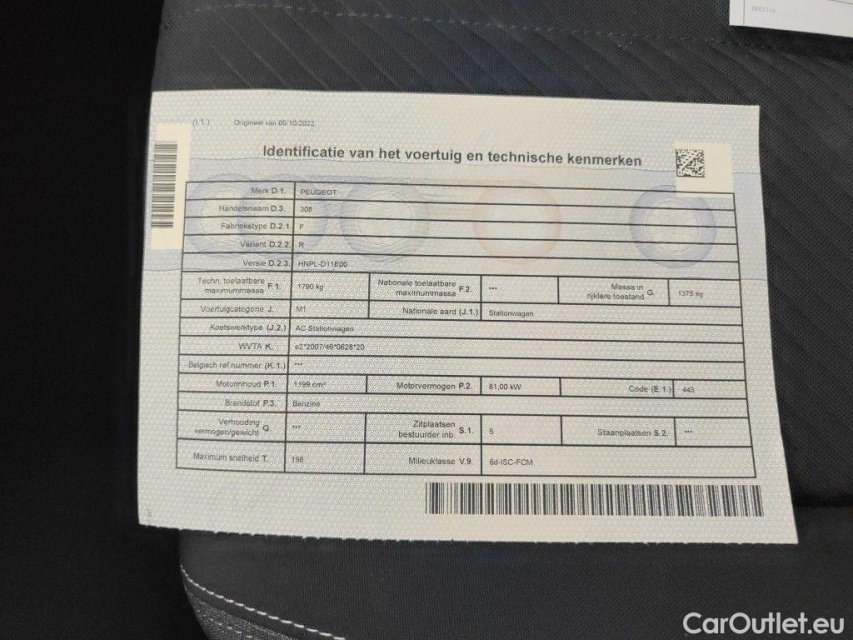 (I.1.) Origineel van 05/10/2022
Identificatie van het voertuig en technische kenmerken
Merk D.1. PEUGEOT
Handelsnaam D.3. 308
Fabriekstype D.2.1. F
Variant D.2.2. R
Versie D.2.3. HNPL-D11E00
Techn. toelaatbare maximummassa F.1. 1790 kg Nationale toelaatbare maximummassa F.2. *** Massa in rijklare toestand G. 1375 kg
Voertuigcategorie J. M1 Nationale aard (J.1.) Stationwagen
Koetswerktype (J.2.) AC Stationwagen
WVTA K. e2*2007/46*0628*20
Belgisch ref.nummer (K.1.) ***
Motorinhoud P.1. 1199 cm³ Motorvermogen P.2. 81,00 kW Code (E.1.) 443
Brandstof P.3. Benzine
Verhouding vermogen/gewicht Q. *** Zitplaatsen bestuurder inb. S.1. 5 Staanplaatsen S.2. ***
Maximum snelheid T. 198 Milieuklasse V.9. 6d-ISC-FCM
CarOutlet.eu